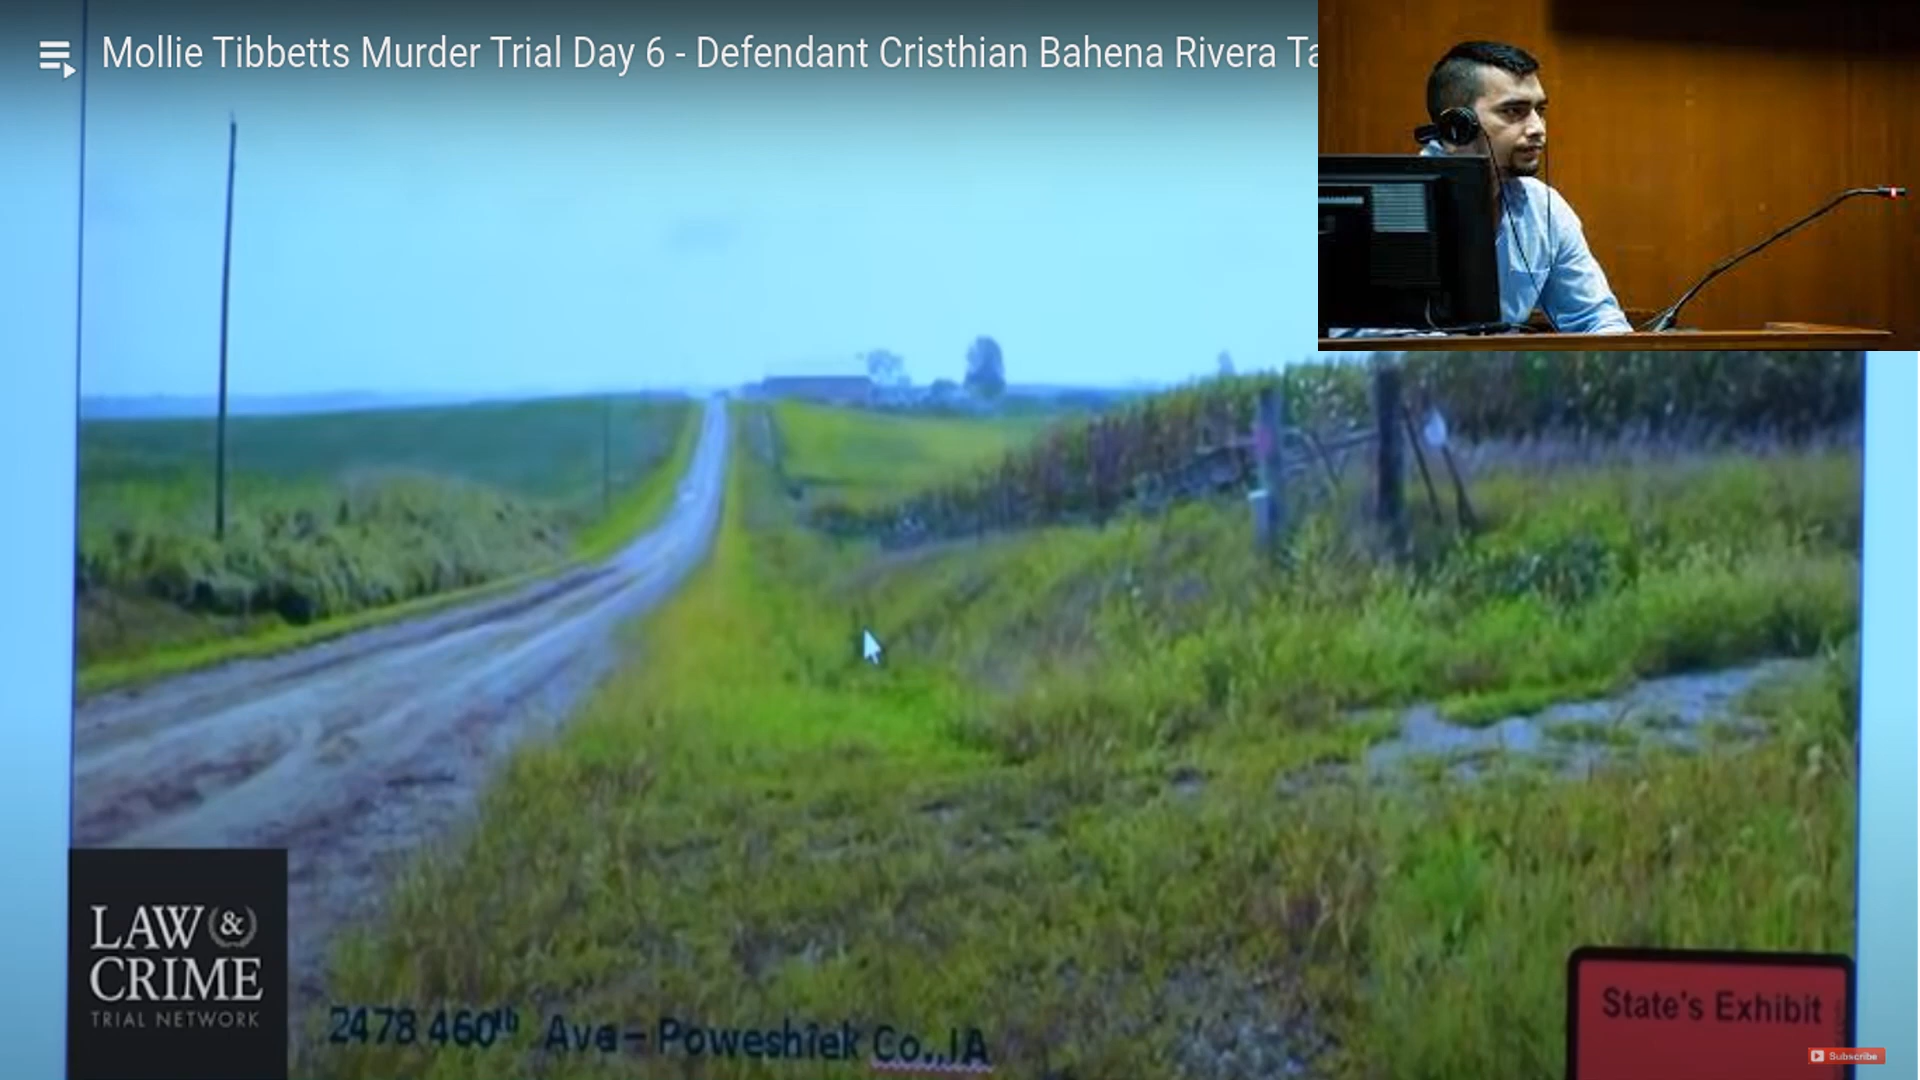 Mollie Tibbetts Murder Trial Day 6 - Defendant Cristhian Bahena Rivera Ta
LAW &
CRIME
TRIAL NETWORK
2478 460th Ave – Poweshiek Co., IA
State's Exhibit
Subscribe